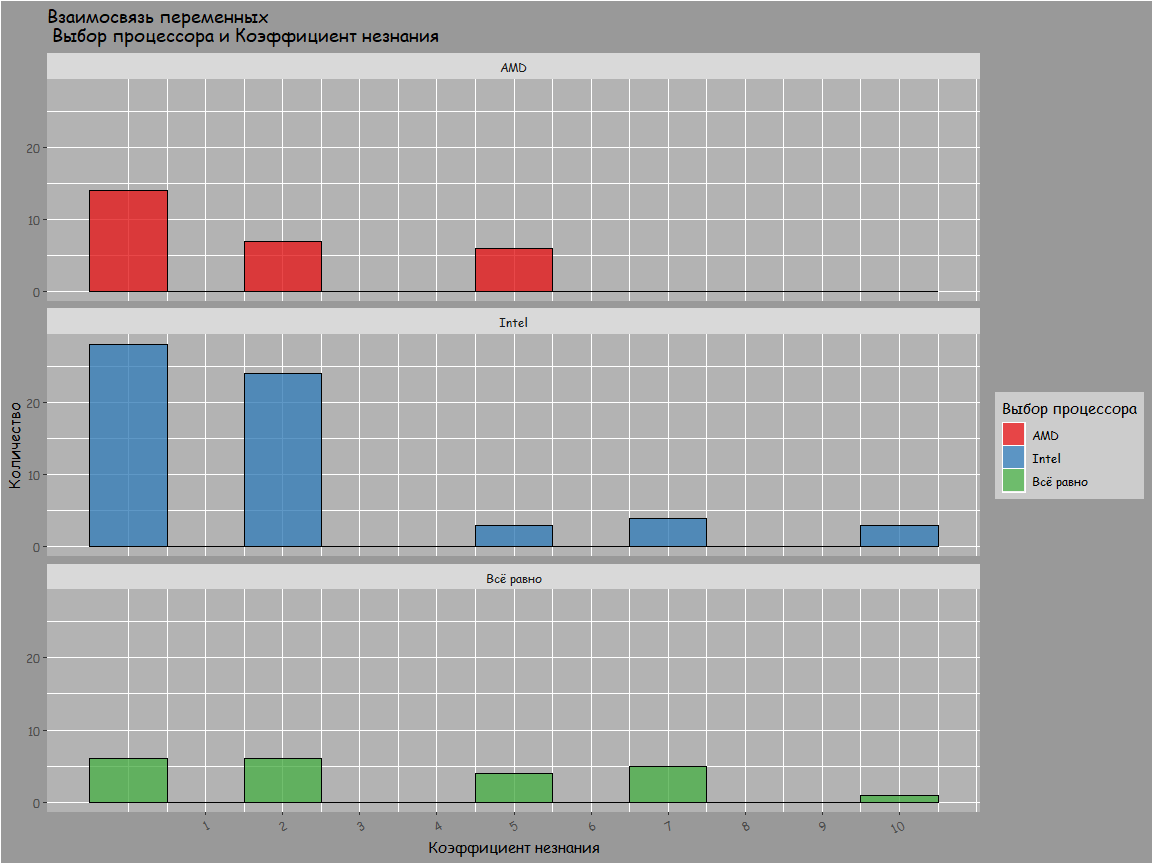 Взаимосвязь переменных
Выбор процессора и Коэффициент незнания
AMD
20
10
0
Intel
20
10
0
Всё равно
20
10
0
1 2 3 4 5 6 7 8 9 10
Коэффициент незнания
Количество
Выбор процессора
AMD
Intel
Всё равно